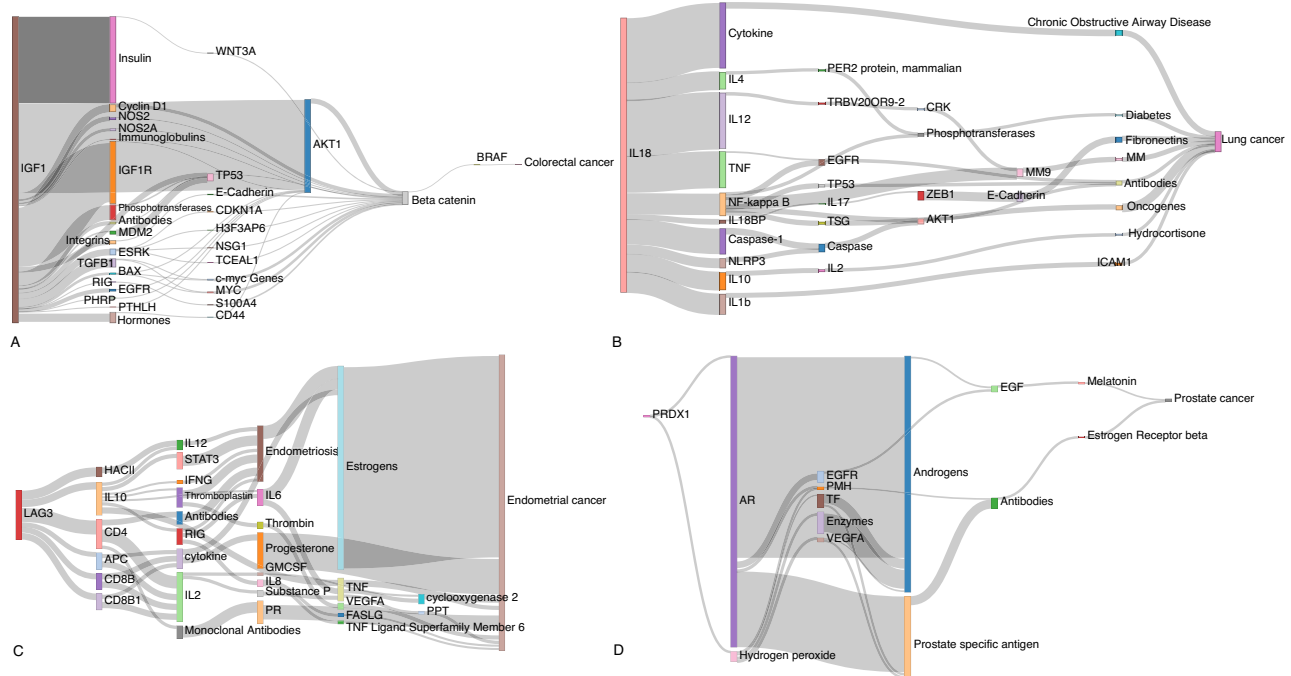 IGF1
Insulin
WNT3A
Cyclin D1
NOS2
NOS2A
Immunoglobulins
IGF1R
AKT1
TP53
E-Cadherin
Phosphotransferases
CDKN1A
Antibodies
MDM2
H3F3AP6
Integrins
NSG1
ESRK
TCEAL1
TGFB1
BAX
c-myc Genes
RIG
EGFR
MYC
PHRP
PTHLH
S100A4
Hormones
CD44
BRAF
Colorectal cancer
Beta catenin
A
IL18
Cytokine
Chronic Obstructive Airway Disease
IL4
PER2 protein, mammalian
IL12
TRBV20OR9-2
CRK
Diabetes
Phosphotransferases
Fibronectins
Lung cancer
TNF
EGFR
MM
MM9
TP53
Antibodies
NF-kappa B
IL17
ZEB1
E-Cadherin
Oncogenes
IL18BP
TSG
AKT1
Hydrocortisone
Caspase-1
Caspase
NLRP3
IL2
ICAM1
IL10
IL1b
B
LAG3
HACII
IL10
CD4
APC
CD8B
CD8B1
IL12
STAT3
IFNG
Thromboplastin
Antibodies
RIG
cytokine
IL2
Monoclonal Antibodies
Endometriosis
IL6
Thrombin
Progesterone
GMCSF
IL8
Substance P
PR
Estrogens
TNF
VEGFA
FASLG
TNF Ligand Superfamily Member 6
cyclooxygenase 2
PPT
Endometrial cancer
C
PRDX1
AR
Hydrogen peroxide
EGFR
PMH
TF
Enzymes
VEGFA
Androgens
Prostate specific antigen
EGF
Antibodies
Melatonin
Estrogen Receptor beta
Prostate cancer
D